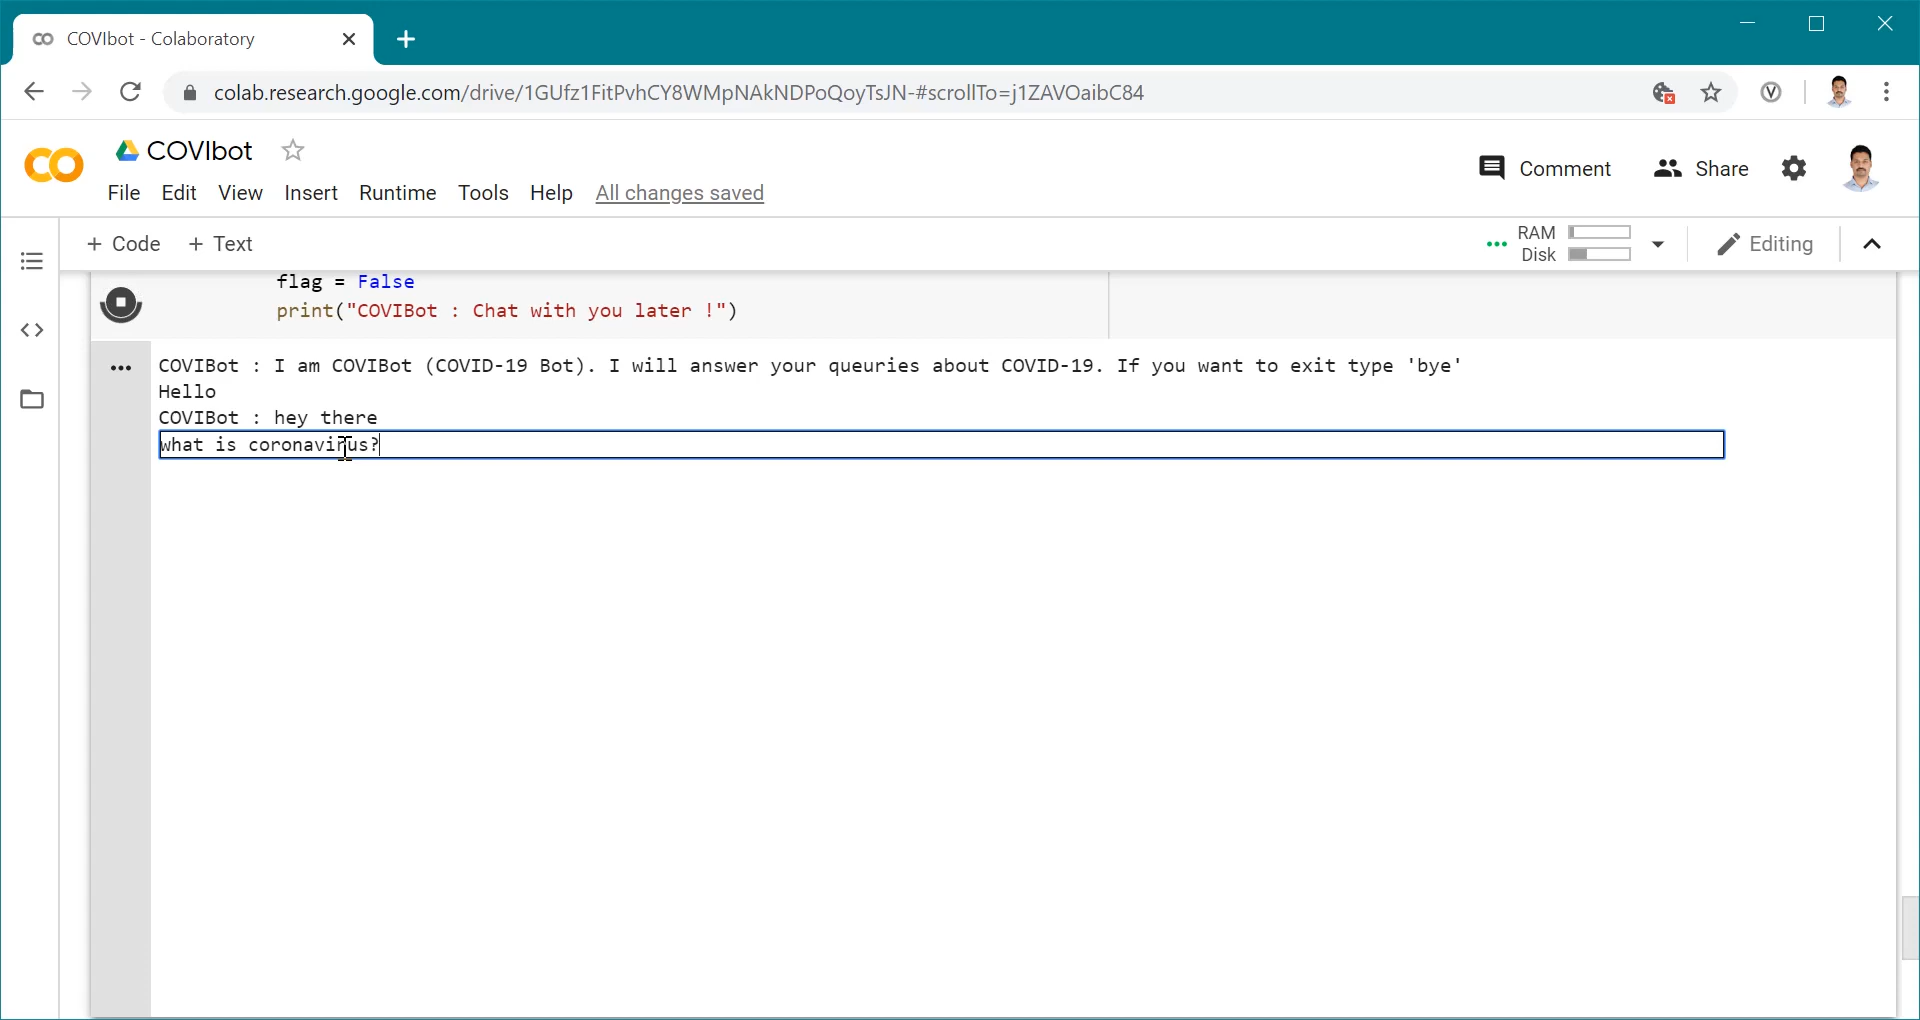 COVIbot - Colaboratory
colab.research.google.com/drive/1GUfz1FitPvhCY8WMpNAkNDPoQoyTsJN-#scrollTo=j1ZAVOaibC84
COVIbot
Comment Share
File Edit View Insert Runtime Tools Help All changes saved
+ Code + Text RAM Disk Editing
flag = False
print("COVIBot : Chat with you later !")
COVIBot : I am COVIBot (COVID-19 Bot). I will answer your queuries about COVID-19. If you want to exit type 'bye'
Hello
COVIBot : hey there
what is coronavirus?